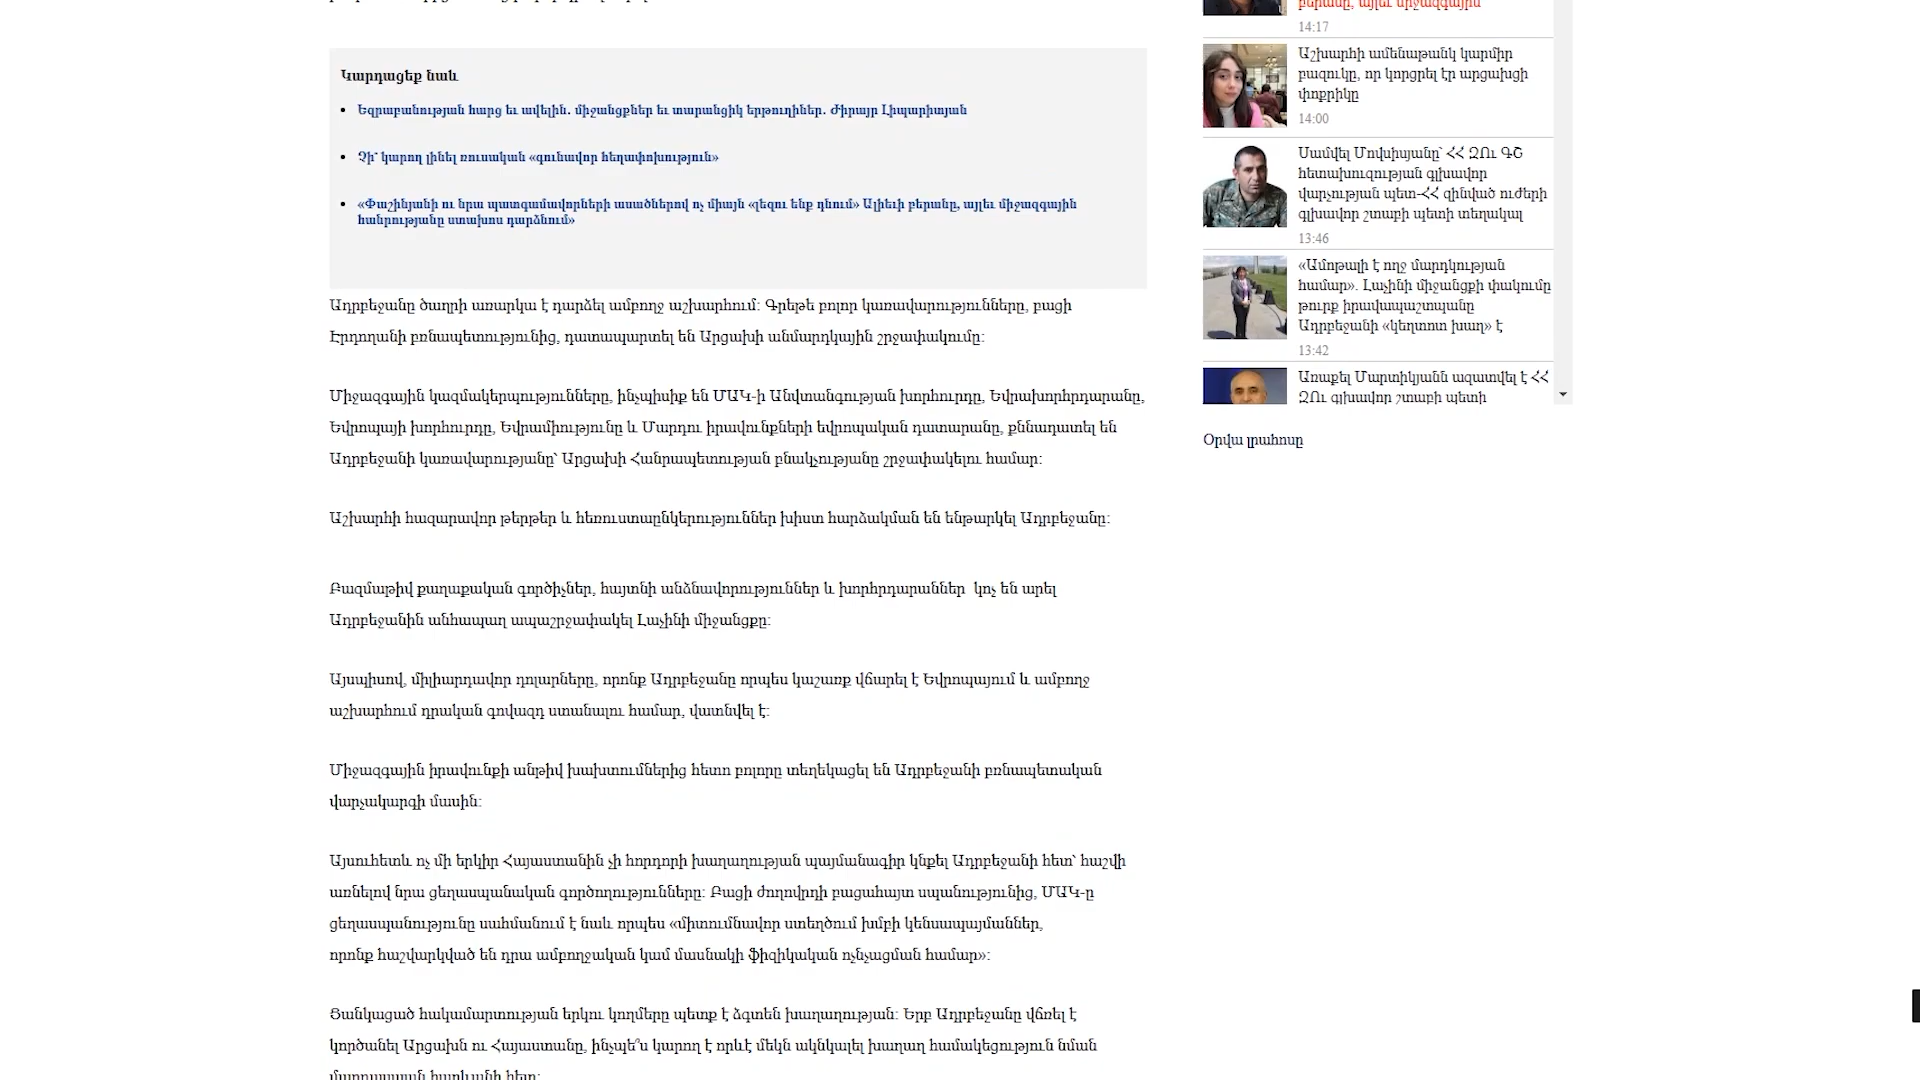 Կարդացեք նաև
Եզրաբանության հարց եւ ավելին. միջանցքներ եւ տարանցիկ երթուղիներ. Ժիրայր Լիպարիտյան
Չի՞ կարող լինել ռուսական «գունավոր հեղափոխություն»
«Փաշինյանի ու նրա պատգամավորների ասածներով ոչ միայն «լեզու ենք դնում» Ալիեւի բերանը, այլեւ միջազգային
հանրությանը ստախոս դարձնում»
Ադրբեջանը ծաղրի առարկա է դարձել ամբողջ աշխարհում: Գրեթե բոլոր կառավարությունները, բացի
Էրդողանի բռնապետությունից, դատապարտել են Արցախի անմարդկային շրջափակումը:
Միջազգային կազմակերպությունները, ինչպիսիք են ՄԱԿ-ի Անվտանգության խորհուրդը, Եվրախորհրդարանը,
Եվրոպայի խորհուրդը, Եվրամիությունը և Մարդու իրավունքների եվրոպական դատարանը, քննադատել են
Ադրբեջանի կառավարությանը՝ Արցախի Հանրապետության բնակչությանը շրջափակելու համար:
Աշխարհի հազարավոր թերթեր և հեռուստաընկերություններ խիստ հարձակման են ենթարկել Ադրբեջանը:
Բազմաթիվ քաղաքական գործիչներ, հայտնի անձնավորություններ և խորհրդարաններ  կոչ են արել
Ադրբեջանին անհապաղ ապաշրջափակել Լաչինի միջանցքը:
Այսպիսով, միլիարդավոր դոլարները, որոնք Ադրբեջանը որպես կաշառք վճարել է Եվրոպայում և ամբողջ
աշխարհում դրական գովազդ ստանալու համար, վատնվել է:
Միջազգային իրավունքի անթիվ խախտումներից հետո բոլորը տեղեկացել են Ադրբեջանի բռնապետական
վարչակարգի մասին:
Այսուհետև ոչ մի երկիր Հայաստանին չի հորդորի խաղաղության պայմանագիր կնքել Ադրբեջանի հետ՝ հաշվի
առնելով նրա ցեղասպանական գործողությունները: Բացի ժողովրդի բացահայտ սպանությունից, ՄԱԿ-ը
ցեղասպանությունը սահմանում է նաև որպես «միտումնավոր ստեղծում խմբի կենսապայմաններ,
որոնք հաշվարկված են դրա ամբողջական կամ մասնակի ֆիզիկական ոչնչացման համար»:
Ցանկացած հակամարտության երկու կողմերը պետք է ձգտեն խաղաղության: Երբ Ադրբեջանը վճռել է
կործանել Արցախն ու Հայաստանը, ինչպե՞ս կարող է որևէ մեկն ակնկալել խաղաղ համակեցություն նման
բերանը, այլեւ միջազգային
14:17
Աշխարհի ամենաթանկ կարմիր
բազուկը, որ կորցրել էր արցախցի
փոքրիկը
14:00
Սամվել Մովսիսյանը՝ ՀՀ ԶՈւ ԳՇ
հետախուզության գլխավոր
վարչության պետ-ՀՀ զինված ուժերի
գլխավոր շտաբի պետի տեղակալ
13:46
«Ամոթալի է ողջ մարդկության
համար». Լաչինի միջանցքի փակումը
թուրք իրավապաշտպանը
Ադրբեջանի «կեղտոտ խաղ» է
13:42
Առաքել Մարտիկյանն ազատվել է ՀՀ
ԶՈւ գլխավոր շտաբի պետի
Օրվա լրահոսը